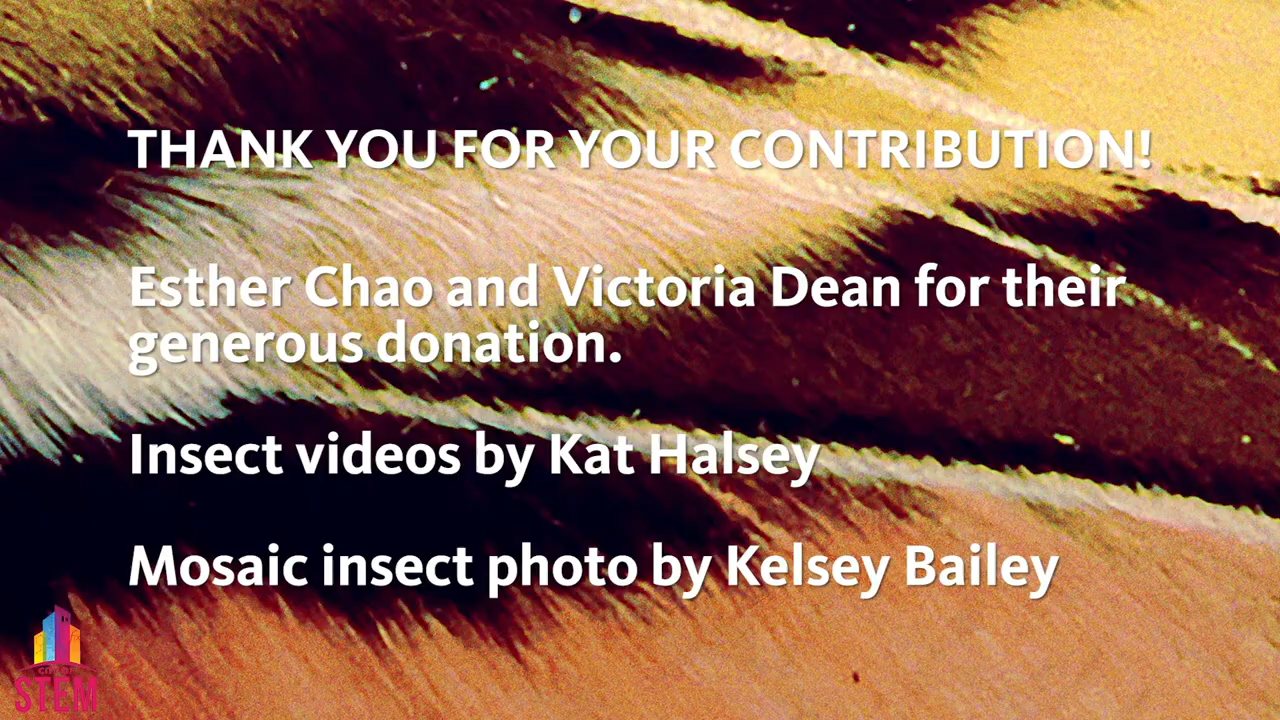 THANK YOU FOR YOUR CONTRIBUTION!
Esther Chao and Victoria Dean for their
generous donation.
Insect videos by Kat Halsey
Mosaic insect photo by Kelsey Bailey
STEM